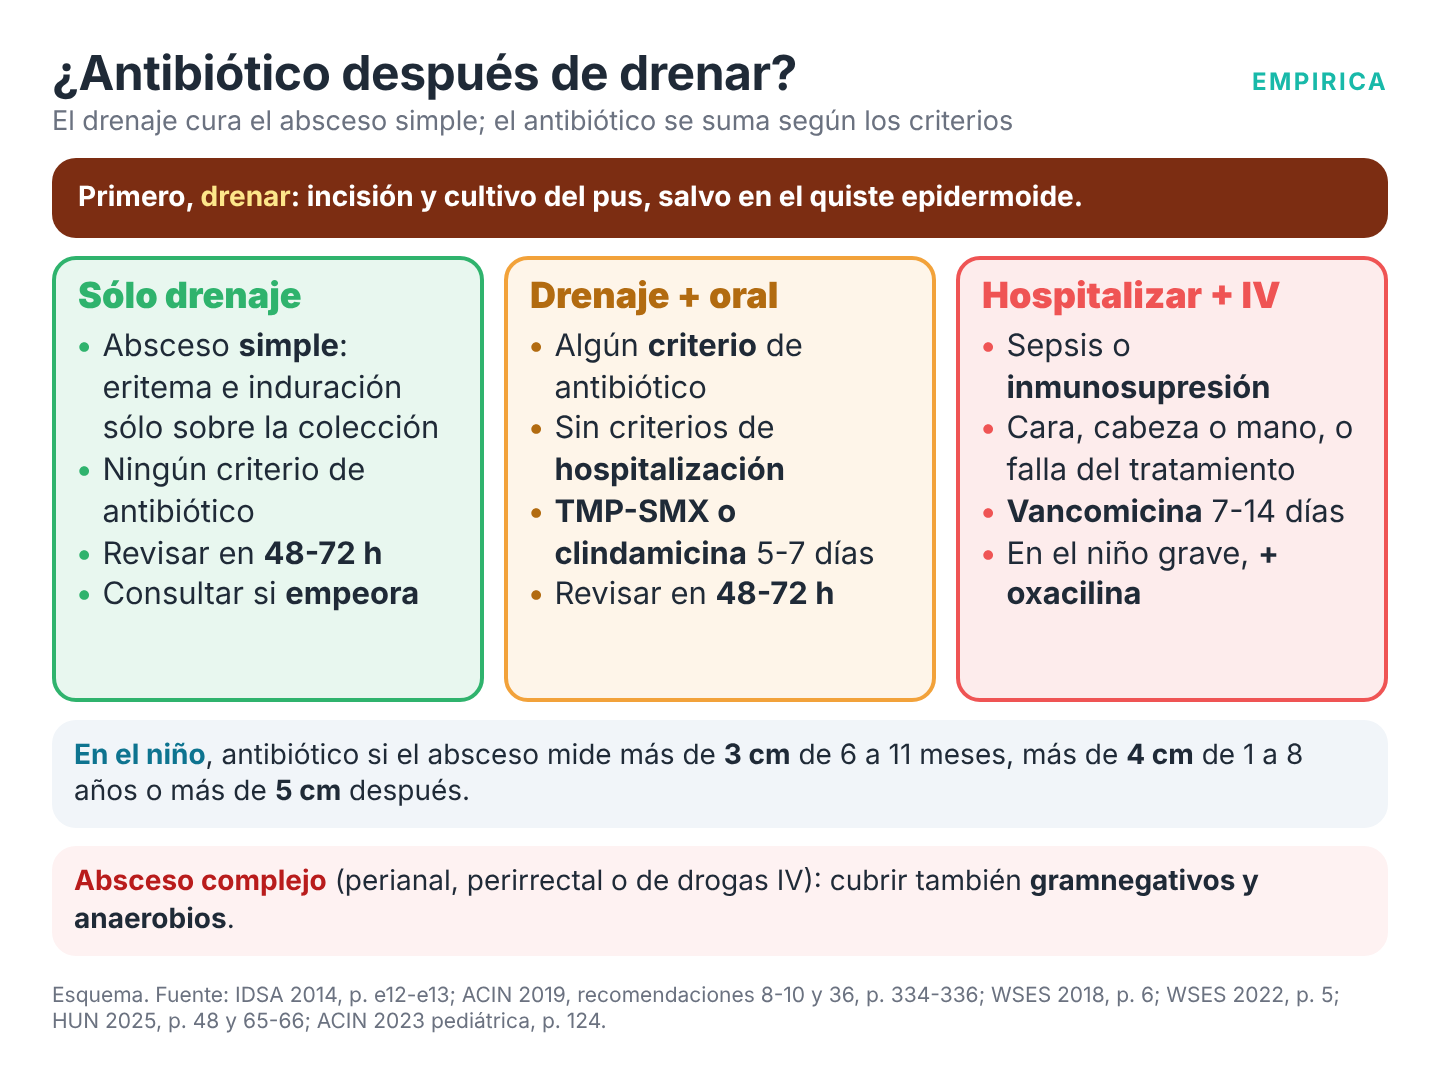 ¿Antibiótico después de drenar?
EMPIRICA
El drenaje cura el absceso simple; el antibiótico se suma según los criterios
Primero, drenar: incisión y cultivo del pus, salvo en el quiste epidermoide.
Sólo drenaje
• Absceso simple:
eritema e induración
sólo sobre la colección
• Ningún criterio de
antibiótico
• Revisar en 48-72 h
• Consultar si empeora
Drenaje + oral
• Algún criterio de
antibiótico
• Sin criterios de
hospitalización
• TMP-SMX o
clindamicina 5-7 días
• Revisar en 48-72 h
Hospitalizar + IV
• Sepsis o
inmunosupresión
• Cara, cabeza o mano, o
falla del tratamiento
• Vancomicina 7-14 días
• En el niño grave, +
oxacilina
En el niño, antibiótico si el absceso mide más de 3 cm de 6 a 11 meses, más de 4 cm de 1 a 8
años o más de 5 cm después.
Absceso complejo (perianal, perirrectal o de drogas IV): cubrir también gramnegativos y
anaerobios.
Esquema. Fuente: IDSA 2014, p. e12-e13; ACIN 2019, recomendaciones 8-10 y 36, p. 334-336; WSES 2018, p. 6; WSES 2022, p. 5;
HUN 2025, p. 48 y 65-66; ACIN 2023 pediátrica, p. 124.